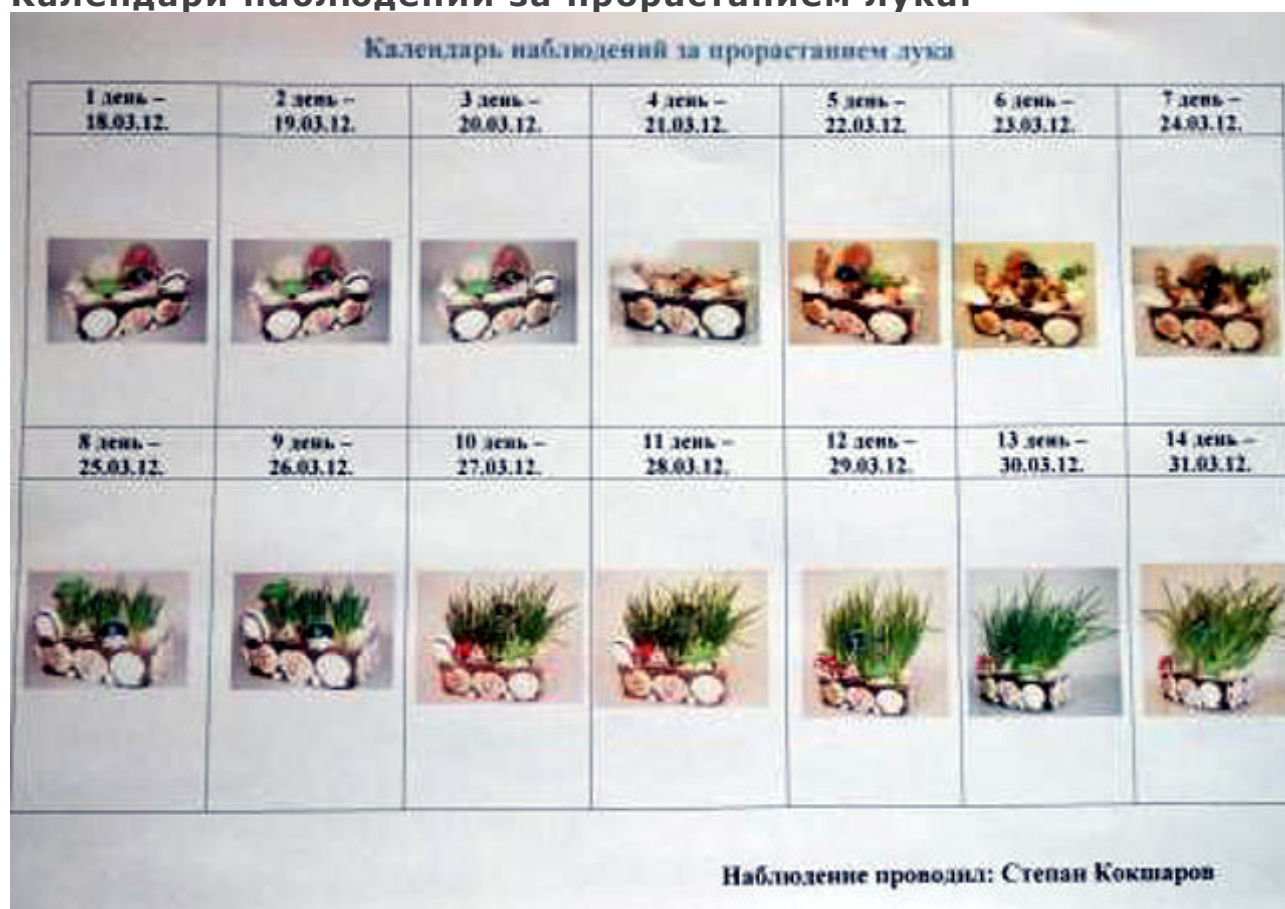 Календари наблюдений за прорастанием лука.
Календарь наблюдений за прорастанием лука
1 день – 2 день – 3 день – 4 день – 5 день – 6 день – 7 день –
18.03.12. 19.03.12. 20.03.12. 21.03.12. 22.03.12. 23.03.12. 24.03.12.
8 день – 9 день – 10 день – 11 день – 12 день – 13 день – 14 день –
25.03.12. 26.03.12. 27.03.12. 28.03.12. 29.03.12. 30.03.12. 31.03.12.
Наблюдение проводил: Степан Кокшаров